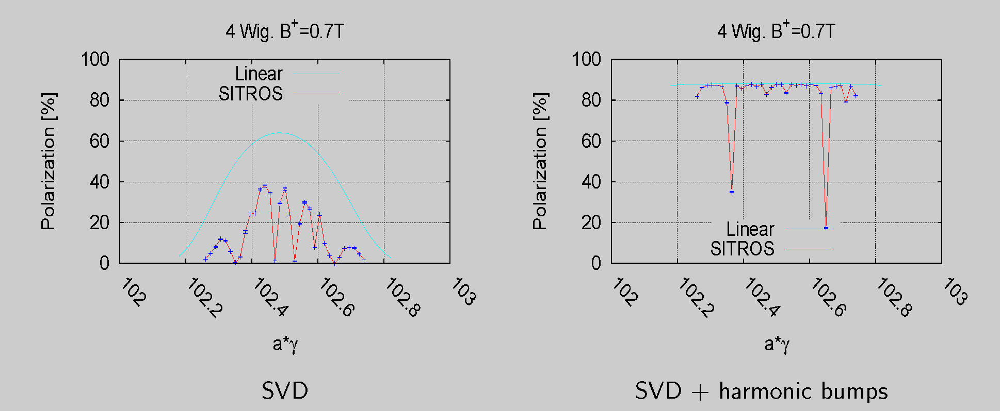 4 Wig. B⁺=0.7T
100
80
60
40
20
0
Linear
SITROS
Polarization [%]
102
102.2
102.4
102.6
102.8
103
a*γ
SVD
4 Wig. B⁺=0.7T
100
80
60
40
20
0
Linear
SITROS
Polarization [%]
102
102.2
102.4
102.6
102.8
103
a*γ
SVD + harmonic bumps